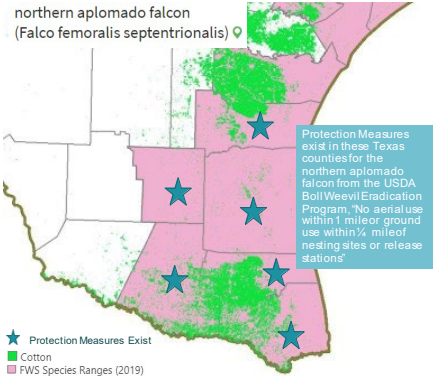 northern aplomado falcon
(Falco femoralis septentrionalis)
Protection Measures
exist in these Texas
counties for the
northern aplomado
falcon from the USDA
Boll Weevil Eradication
Program, "No aerial use
within 1 mile or ground
use within ¼ mile of
nesting sites or release
stations"
Protection Measures Exist
Cotton
FWS Species Ranges (2019)